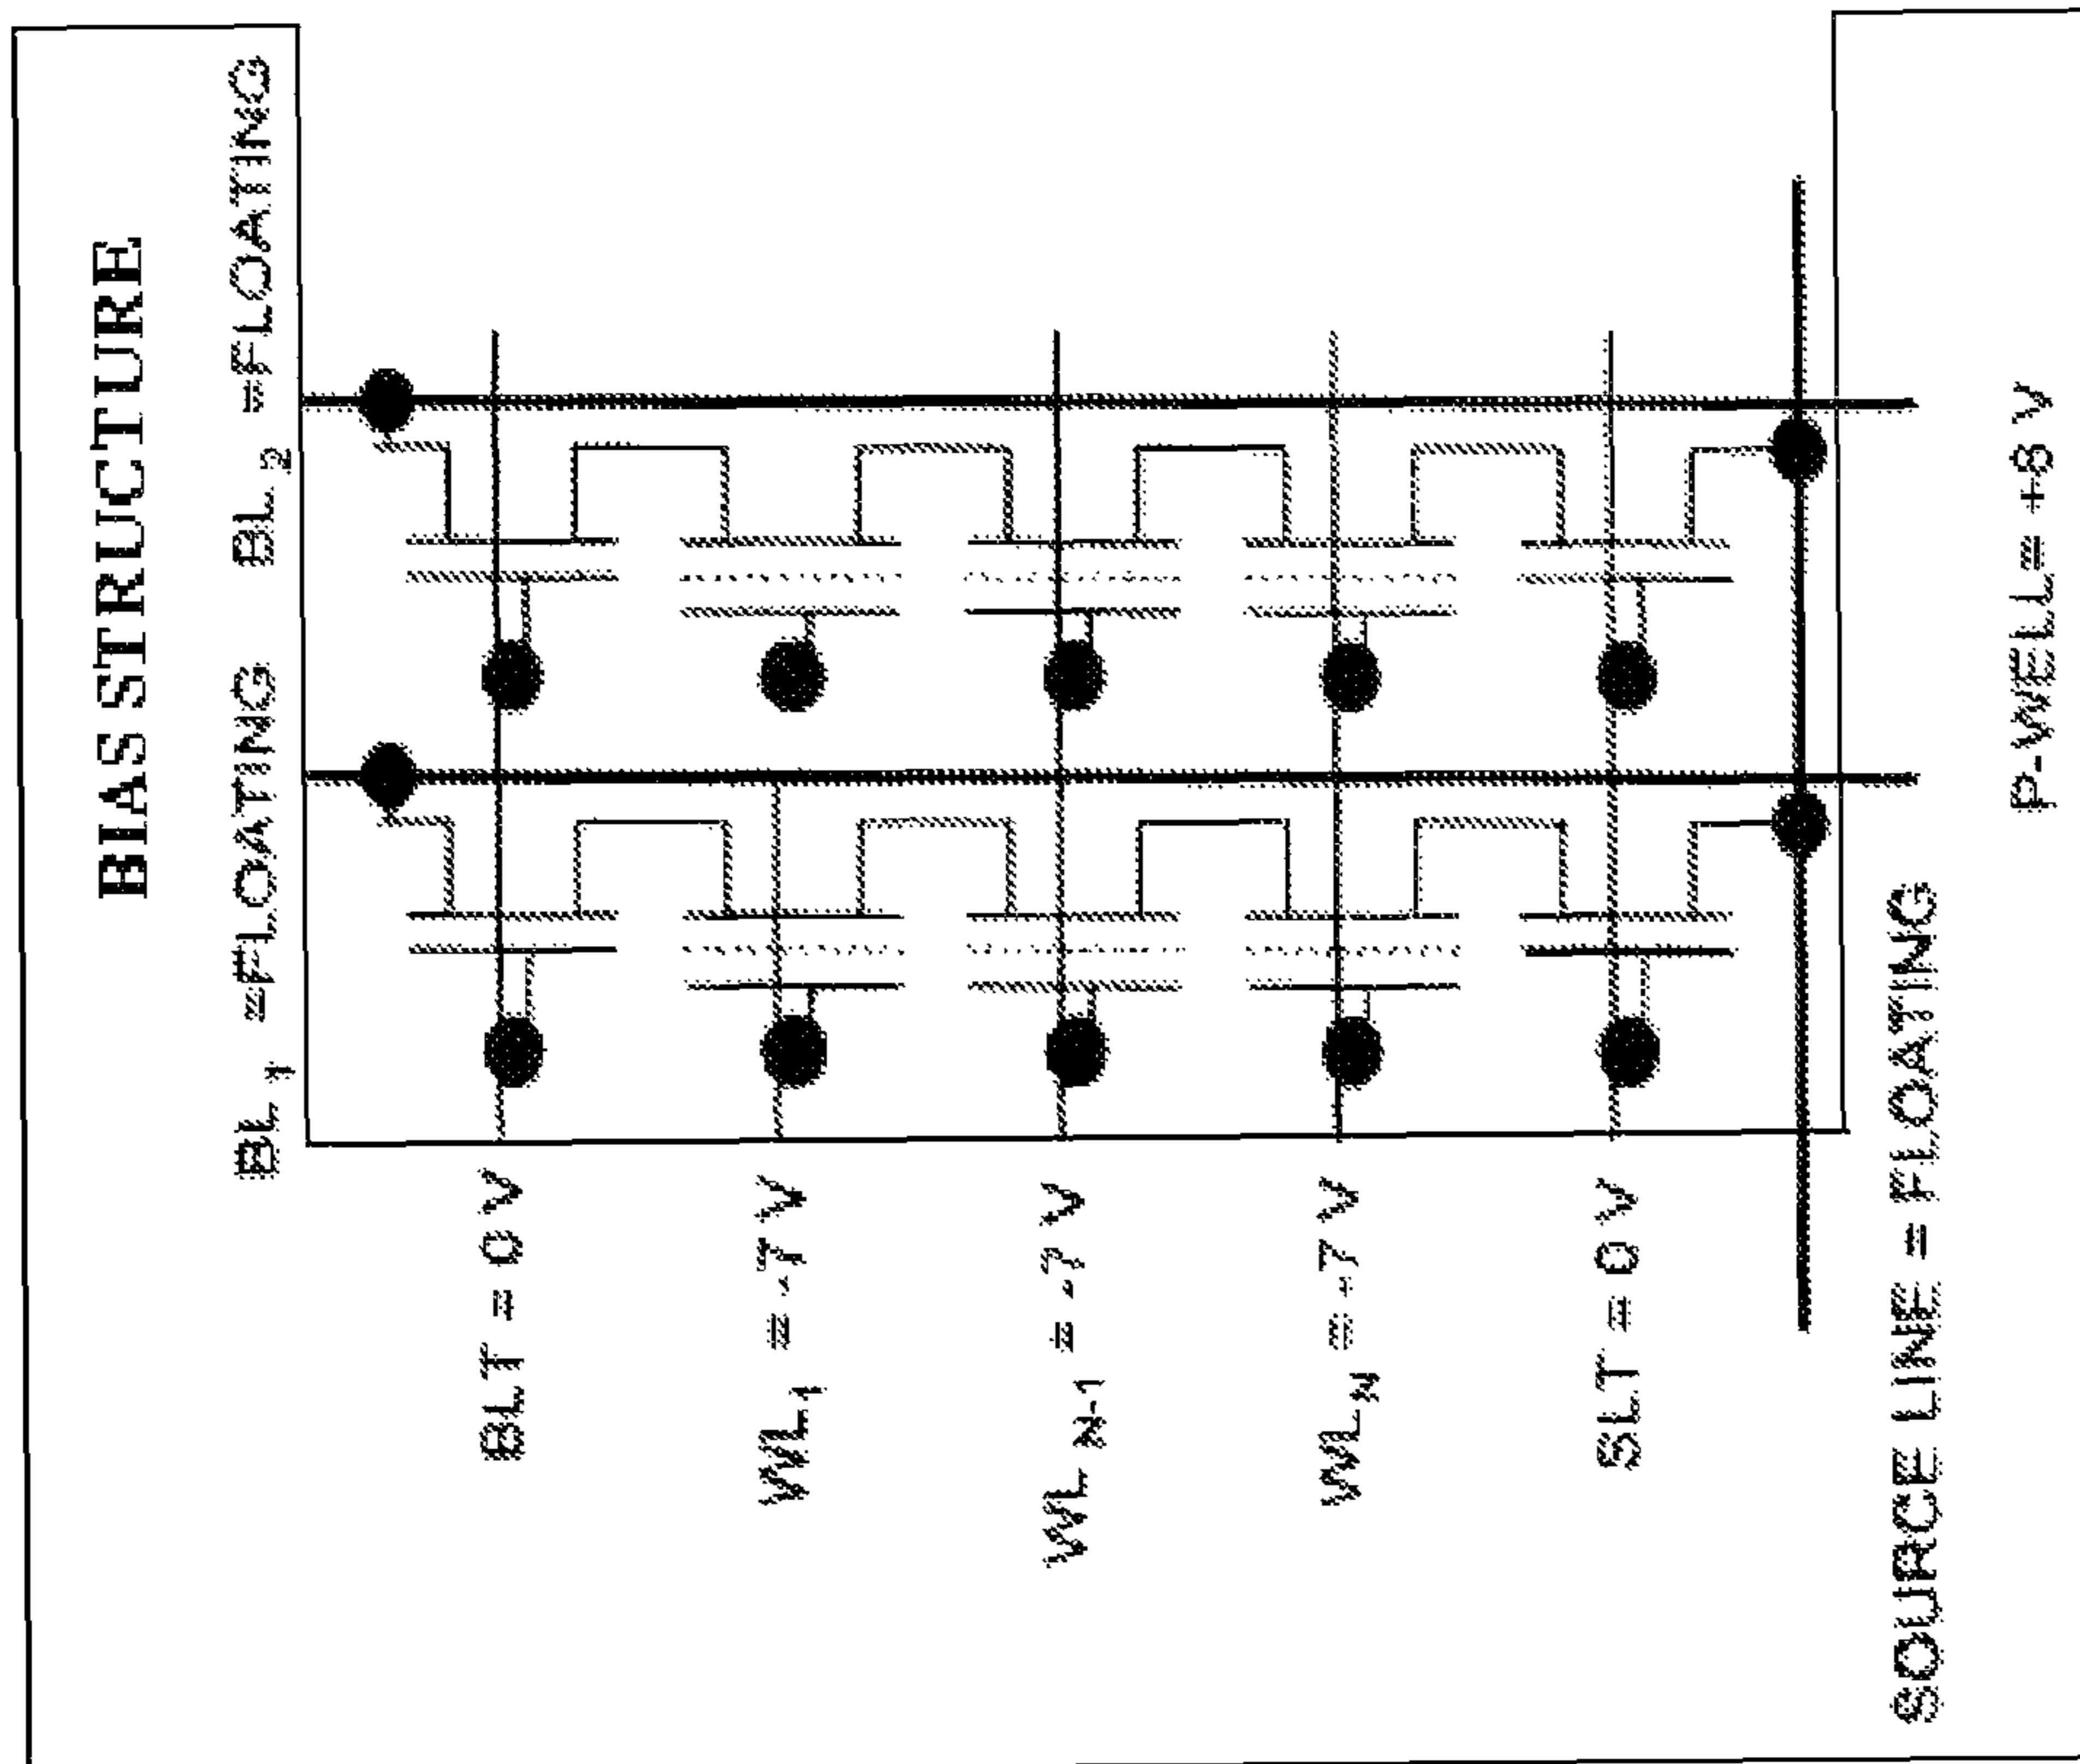 BIAS STRUCTURE
BL1 =FLOATING BL2 =FLOATING
BLT = 0 V
WL1 = -7 V
WLN-1 = -7 V
WLN = -7 V
SLT = 0 V
SOURCE LINE = FLOATING
P-WELL= +8 V